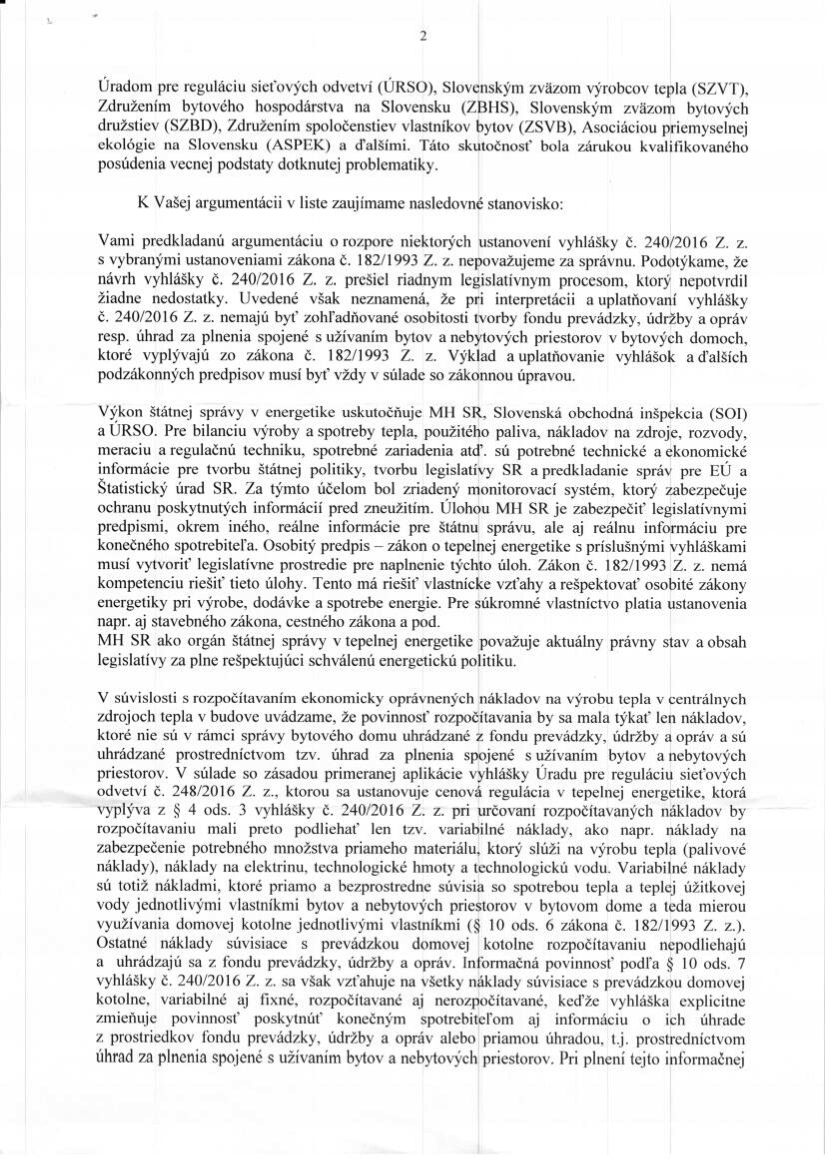 2
Úradom pre reguláciu sieťových odvetví (ÚRSO), Slovenským zväzom výrobcov tepla (SZVT),
Združením bytového hospodárstva na Slovensku (ZBHS), Slovenským zväzom bytových
družstiev (SZBD), Združením spoločenstiev vlastníkov bytov (ZSVB), Asociáciou priemyselnej
ekológie na Slovensku (ASPEK) a ďalšími. Táto skutočnosť bola zárukou kvalifikovaného
posúdenia vecnej podstaty dotknutej problematiky.
K Vašej argumentácii v liste zaujímame nasledovné stanovisko:
Vami predkladanú argumentáciu o rozpore niektorých ustanovení vyhlášky č. 240/2016 Z. z.
s vybranými ustanoveniami zákona č. 182/1993 Z. z. nepovažujeme za správnu. Podotýkame, že
návrh vyhlášky č. 240/2016 Z. z. prešiel riadnym legislatívnym procesom, ktorý nepotvrdil
žiadne nedostatky. Uvedené však neznamená, že pri interpretácii a uplatňovaní vyhlášky
č. 240/2016 Z. z. nemajú byť zohľadňované osobitosti tvorby fondu prevádzky, údržby a opráv
resp. úhrad za plnenia spojené s užívaním bytov a nebytových priestorov v bytových domoch,
ktoré vyplývajú zo zákona č. 182/1993 Z. z. Výklad a uplatňovanie vyhlášok a ďalších
podzákonných predpisov musí byť vždy v súlade so zákonnou úpravou.
Výkon štátnej správy v energetike uskutočňuje MH SR, Slovenská obchodná inšpekcia (SOI)
a ÚRSO. Pre bilanciu výroby a spotreby tepla, použitého paliva, nákladov na zdroje, rozvody,
meraciu a regulačnú techniku, spotrebné zariadenia atď. sú potrebné technické a ekonomické
informácie pre tvorbu štátnej politiky, tvorbu legislatívy SR a predkladanie správ pre EÚ a
Štatistický úrad SR. Za týmto účelom bol zriadený monitorovací systém, ktorý zabezpečuje
ochranu poskytnutých informácií pred zneužitím. Úlohou MH SR je zabezpečiť legislatívnymi
predpismi, okrem iného, reálne informácie pre štátnu správu, ale aj reálnu informáciu pre
konečného spotrebiteľa. Osobitý predpis – zákon o tepelnej energetike s príslušnými vyhláškami
musí vytvoriť legislatívne prostredie pre naplnenie týchto úloh. Zákon č. 182/1993 Z. z. nemá
kompetenciu riešiť tieto úlohy. Tento má riešiť vlastnícke vzťahy a rešpektovať osobité zákony
energetiky pri výrobe, dodávke a spotrebe energie. Pre súkromné vlastníctvo platia ustanovenia
napr. aj stavebného zákona, cestného zákona a pod.
MH SR ako orgán štátnej správy v tepelnej energetike považuje aktuálny právny stav a obsah
legislatívy za plne rešpektujúci schválenú energetickú politiku.
V súvislosti s rozpočítavaním ekonomicky oprávnených nákladov na výrobu tepla v centrálnych
zdrojoch tepla v budove uvádzame, že povinnosť rozpočítavania by sa mala týkať len nákladov,
ktoré nie sú v rámci správy bytového domu uhrádzané z fondu prevádzky, údržby a opráv a sú
uhrádzané prostredníctvom tzv. úhrad za plnenia spojené s užívaním bytov a nebytových
priestorov. V súlade so zásadou primeranej aplikácie vyhlášky Úradu pre reguláciu sieťových
odvetví č. 248/2016 Z. z., ktorou sa ustanovuje cenová regulácia v tepelnej energetike, ktorá
vyplýva z § 4 ods. 3 vyhlášky č. 240/2016 Z. z. pri určovaní rozpočítavaných nákladov by
rozpočítavaniu mali preto podliehať len tzv. variabilné náklady, ako napr. náklady na
zabezpečenie potrebného množstva priameho materiálu, ktorý slúži na výrobu tepla (palivové
náklady), náklady na elektrinu, technologické hmoty a technologickú vodu. Variabilné náklady
sú totiž nákladmi, ktoré priamo a bezprostredne súvisia so spotrebou tepla a teplej úžitkovej
vody jednotlivými vlastníkmi bytov a nebytových priestorov v bytovom dome a teda mierou
využívania domovej kotolne jednotlivými vlastníkmi (§ 10 ods. 6 zákona č. 182/1993 Z. z.).
Ostatné náklady súvisiace s prevádzkou domovej kotolne rozpočítavaniu nepodliehajú
a uhrádzajú sa z fondu prevádzky, údržby a opráv. Informačná povinnosť podľa § 10 ods. 7
vyhlášky č. 240/2016 Z. z. sa však vzťahuje na všetky náklady súvisiace s prevádzkou domovej
kotolne, variabilné aj fixné, rozpočítavané aj nerozpočítavané, keďže vyhláška explicitne
zmieňuje povinnosť poskytnúť konečným spotrebiteľom aj informáciu o ich úhrade
z prostriedkov fondu prevádzky, údržby a opráv alebo priamou úhradou, t.j. prostredníctvom
úhrad za plnenia spojené s užívaním bytov a nebytových priestorov. Pri plnení tejto informačnej